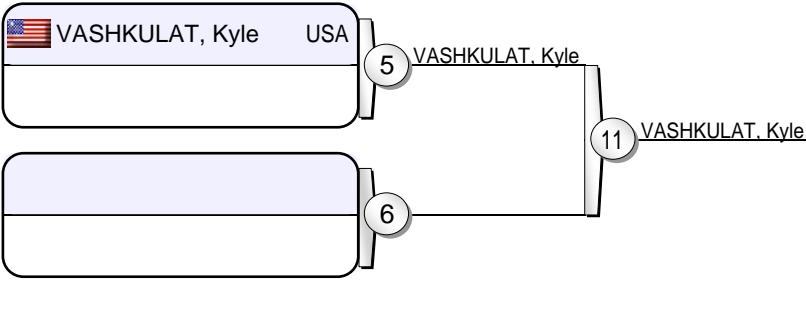 VASHKULAT, Kyle USA
5 VASHKULAT, Kyle
11 VASHKULAT, Kyle
6